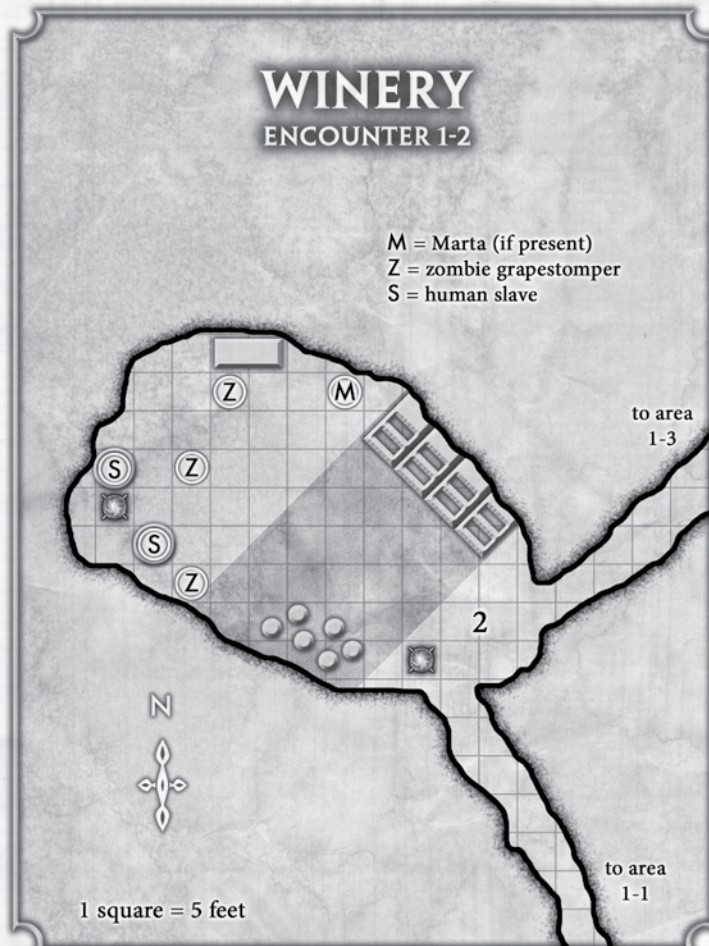 WINERY
ENCOUNTER 1-2
M = Marta (if present)
Z = zombie grapestomper
S = human slave
Z
M
to area
1-3
S
Z
S
Z
2
N
to area
1-1
1 square = 5 feet